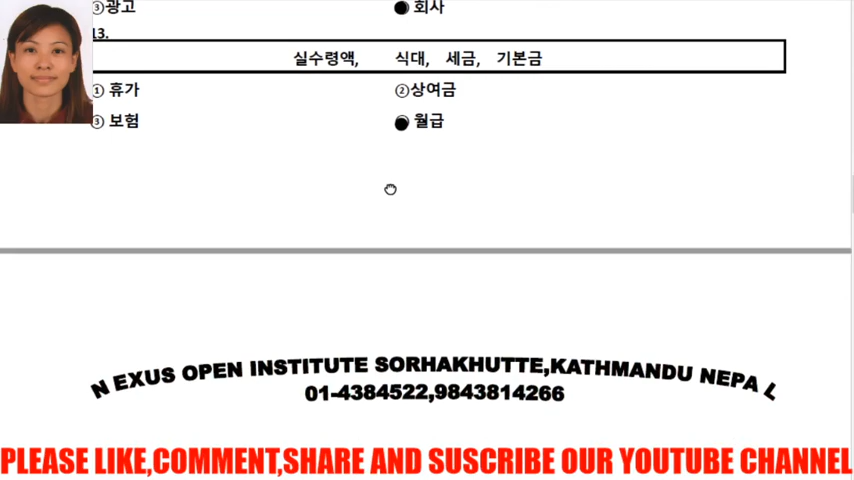 ③광고 ● 회사
13.
실수령액, 식대, 세금, 기본금
① 휴가 ②상여금
③ 보험 ● 월급
N EXUS OPEN INSTITUTE SORHAKHUTTE,KATHMANDU NEPA L
01-4384522,9843814266
PLEASE LIKE,COMMENT,SHARE AND SUSCRIBE OUR YOUTUBE CHANNEL